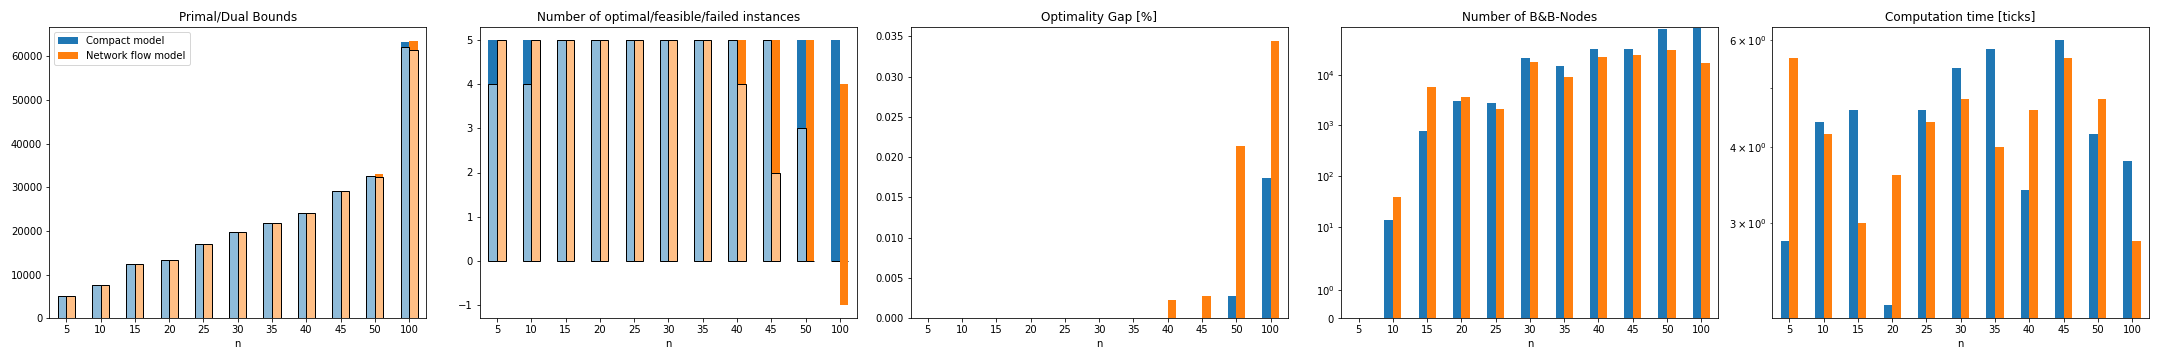 Primal/Dual Bounds
Compact model
Network flow model
60000
50000
40000
30000
20000
10000
0
5 10 15 20 25 30 35 40 45 50 100
n
Number of optimal/feasible/failed instances
5
4
3
2
1
0
−1
5 10 15 20 25 30 35 40 45 50 100
n
Optimality Gap [%]
0.035
0.030
0.025
0.020
0.015
0.010
0.005
0.000
5 10 15 20 25 30 35 40 45 50 100
n
Number of B&B-Nodes
10⁴
10³
10²
10¹
10⁰
0
5 10 15 20 25 30 35 40 45 50 100
n
Computation time [ticks]
6 × 10⁰
4 × 10⁰
3 × 10⁰
5 10 15 20 25 30 35 40 45 50 100
n